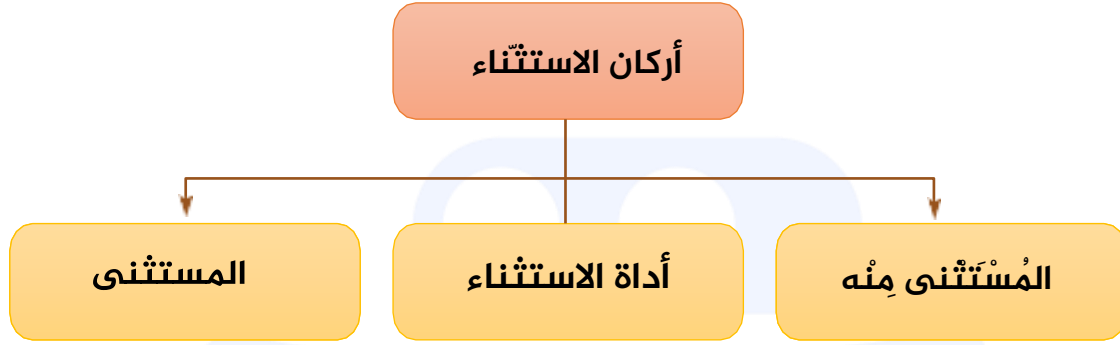 أركان الاستثّناء
المُسْتَثْنى مِنْه
أداة الاستثناء
المستثنى